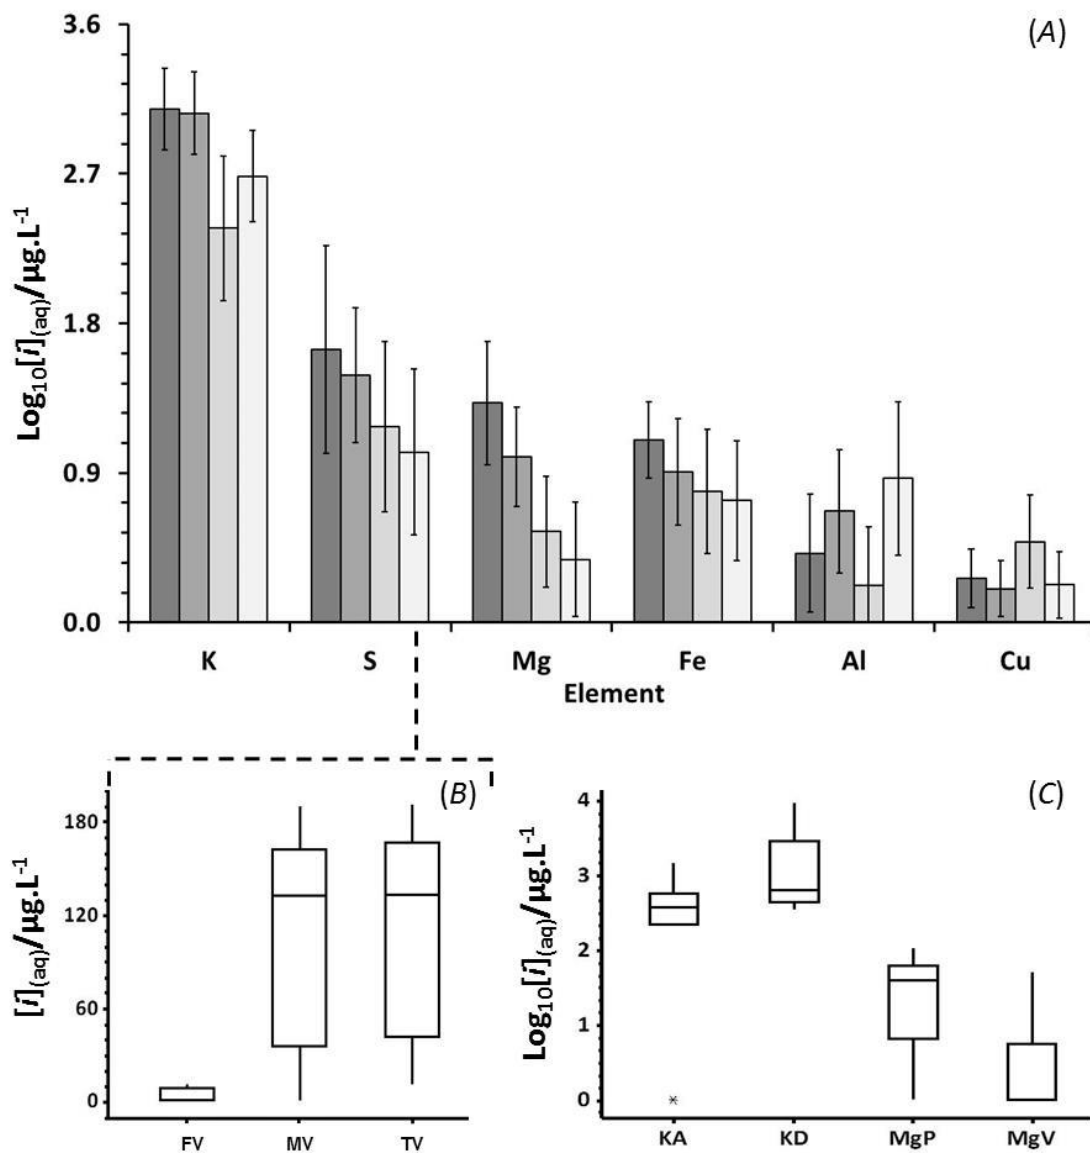 (A)
Log10[i](aq)/µg.L-1
3.6
2.7
1.8
0.9
0.0
K S Mg Fe Al Cu
Element
(B)
[i](aq)/µg.L-1
180
120
60
0
FV MV TV
(C)
Log10[i](aq)/µg.L-1
4
3
2
1
0
*
KA KD MgP MgV